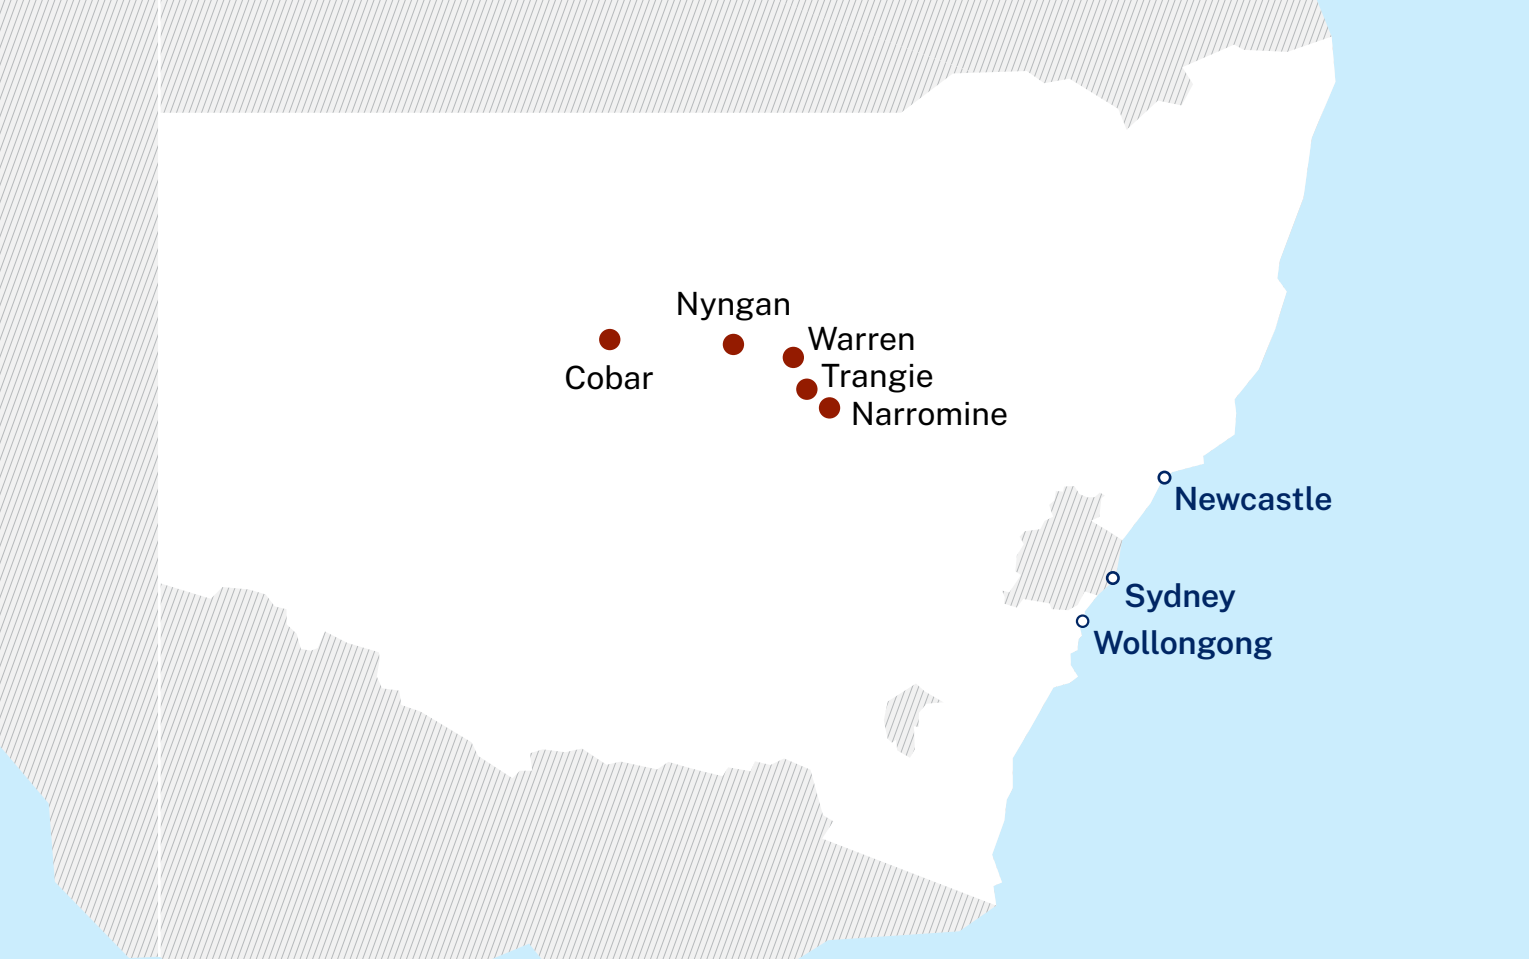 Nyngan
Warren
Cobar
Trangie
Narromine
Newcastle
Sydney
Wollongong